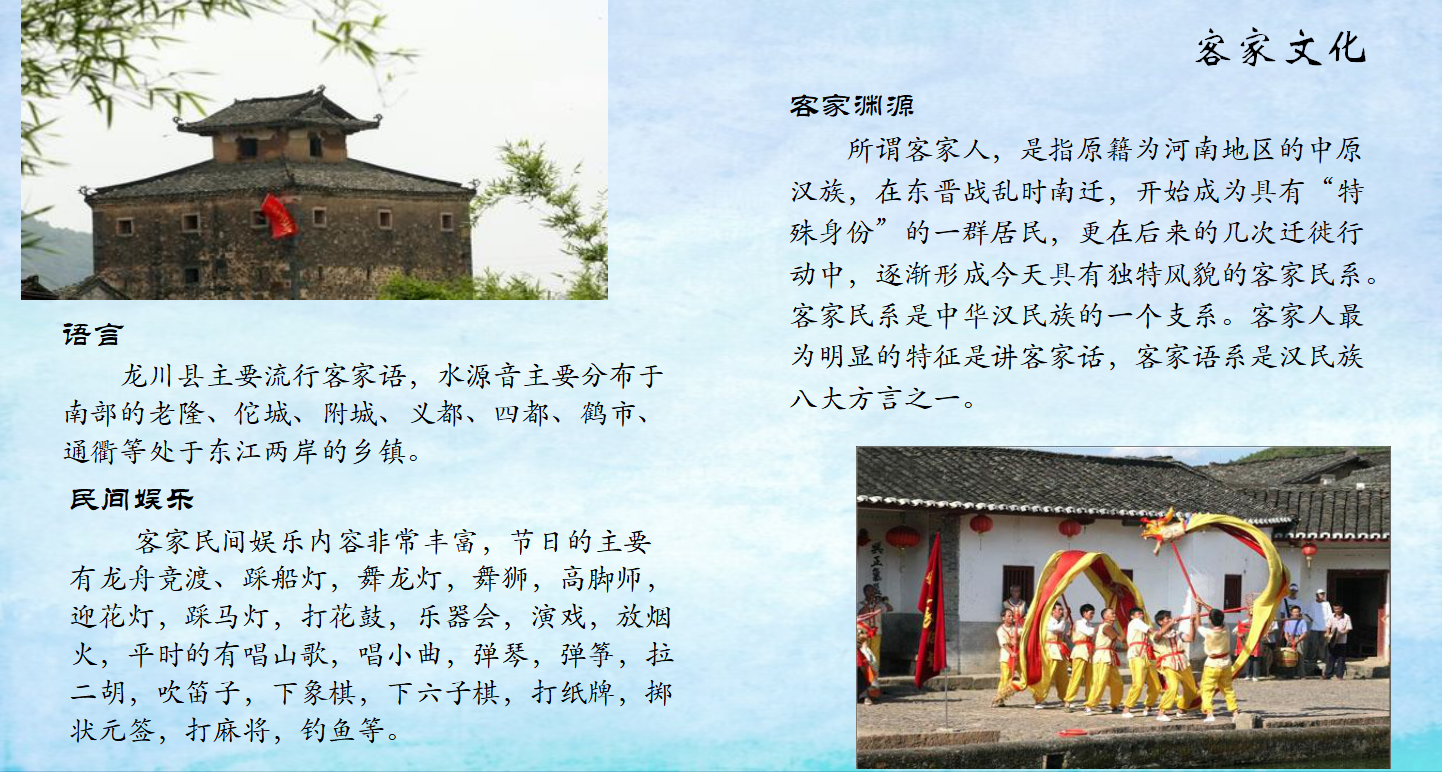 客家文化
语言
龙川县主要流行客家语，水源音主要分布于
南部的老隆、佗城、附城、义都、四都、鹤市、
通衢等处于东江两岸的乡镇。
民间娱乐
客家民间娱乐内容非常丰富，节日的主要
有龙舟竞渡、踩船灯，舞龙灯，舞狮，高脚师，
迎花灯，踩马灯，打花鼓，乐器会，演戏，放烟
火，平时的有唱山歌，唱小曲，弹琴，弹筝，拉
二胡，吹笛子，下象棋，下六子棋，打纸牌，掷
状元签，打麻将，钓鱼等。
客家渊源
所谓客家人，是指原籍为河南地区的中原
汉族，在东晋战乱时南迁，开始成为具有“特
殊身份”的一群居民，更在后来的几次迁徙行
动中，逐渐形成今天具有独特风貌的客家民系。
客家民系是中华汉民族的一个支系。客家人最
为明显的特征是讲客家话，客家语系是汉民族
八大方言之一。